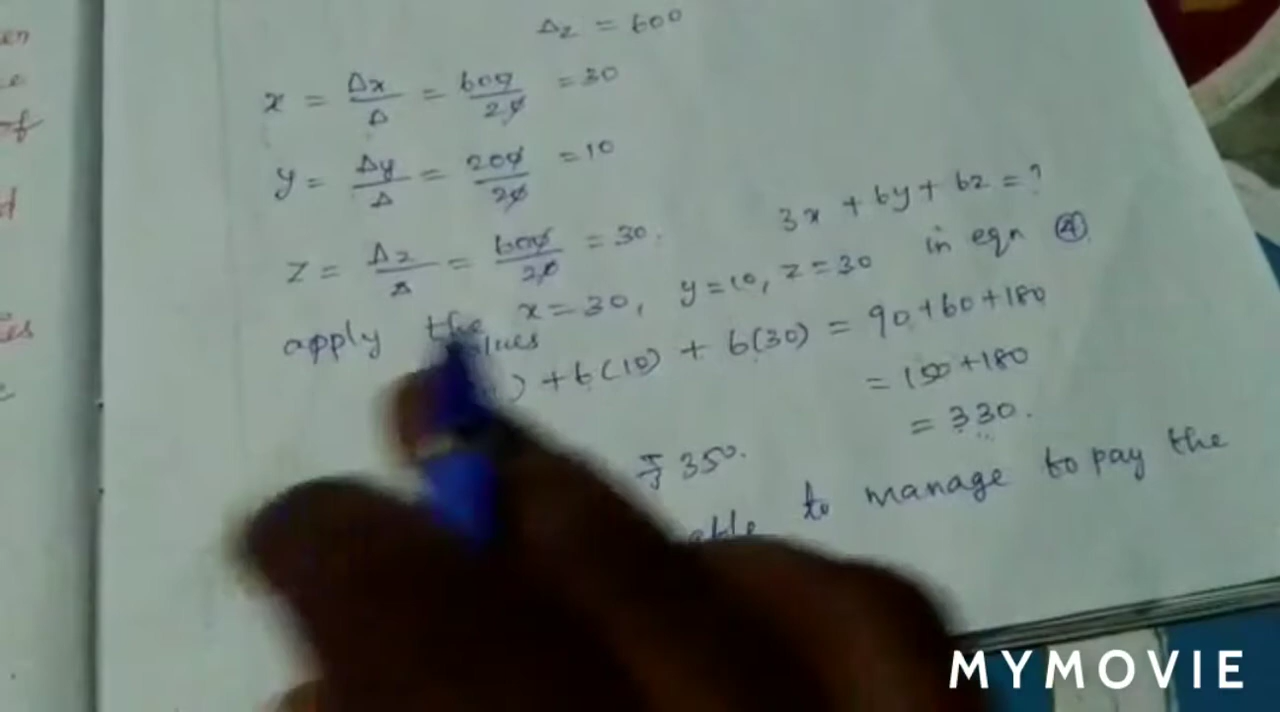 Δz = 600
x = Δx/Δ = 600/20 = 30
y = Δy/Δ = 200/20 = 10
z = Δz/Δ = 600/20 = 30.
3x + 6y + 6z = ?
apply the values x=30, y=10, z=30 in eqn ④
) + 6(10) + 6(30) = 90+60+180
= 150+180
= 330.
₹ 350.
able to manage to pay the
of
MYMOVIE